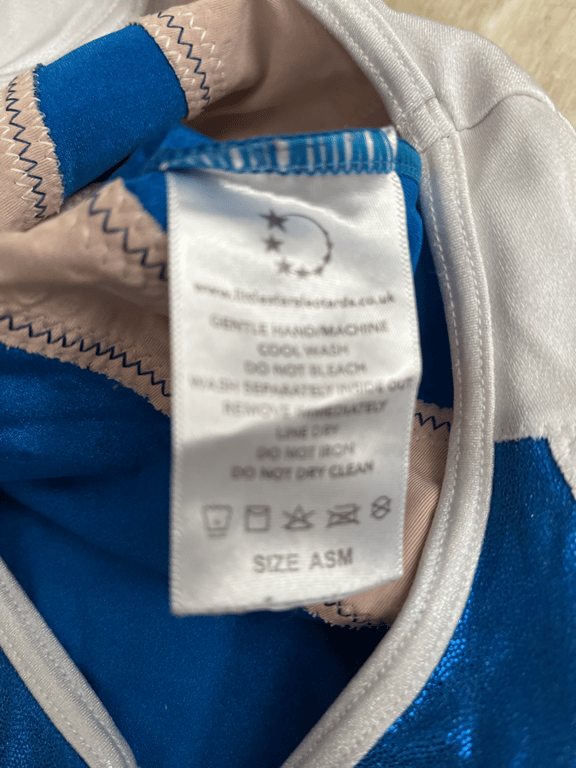 www.littlestarsleotards.co.uk
GENTLE HAND/MACHINE
COOL WASH
DO NOT BLEACH
WASH SEPARATELY INSIDE OUT
REMOVE IMMEDIATELY
LINE DRY
DO NOT IRON
DO NOT DRY CLEAN
SIZE ASM